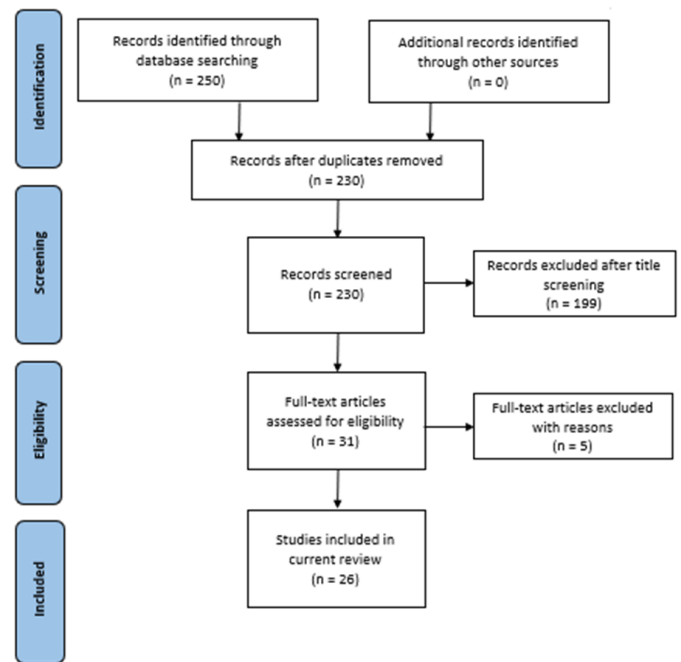 Identification
Records identified through
database searching
(n = 250)
Additional records identified
through other sources
(n = 0)
Records after duplicates removed
(n = 230)
Screening
Records screened
(n = 230)
Records excluded after title
screening
(n = 199)
Eligibility
Full-text articles
assessed for eligibility
(n = 31)
Full-text articles excluded
with reasons
(n = 5)
Included
Studies included in
current review
(n = 26)